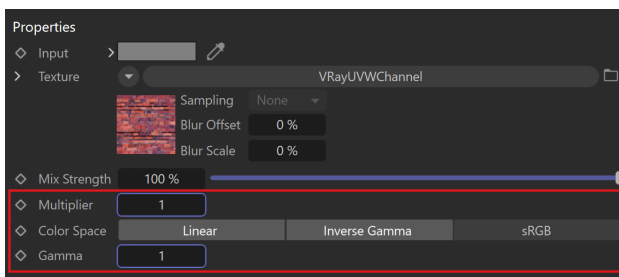 Properties
Input
Texture VRayUVWChannel
Sampling None
Blur Offset 0 %
Blur Scale 0 %
Mix Strength 100 %
Multiplier 1
Color Space Linear Inverse Gamma sRGB
Gamma 1